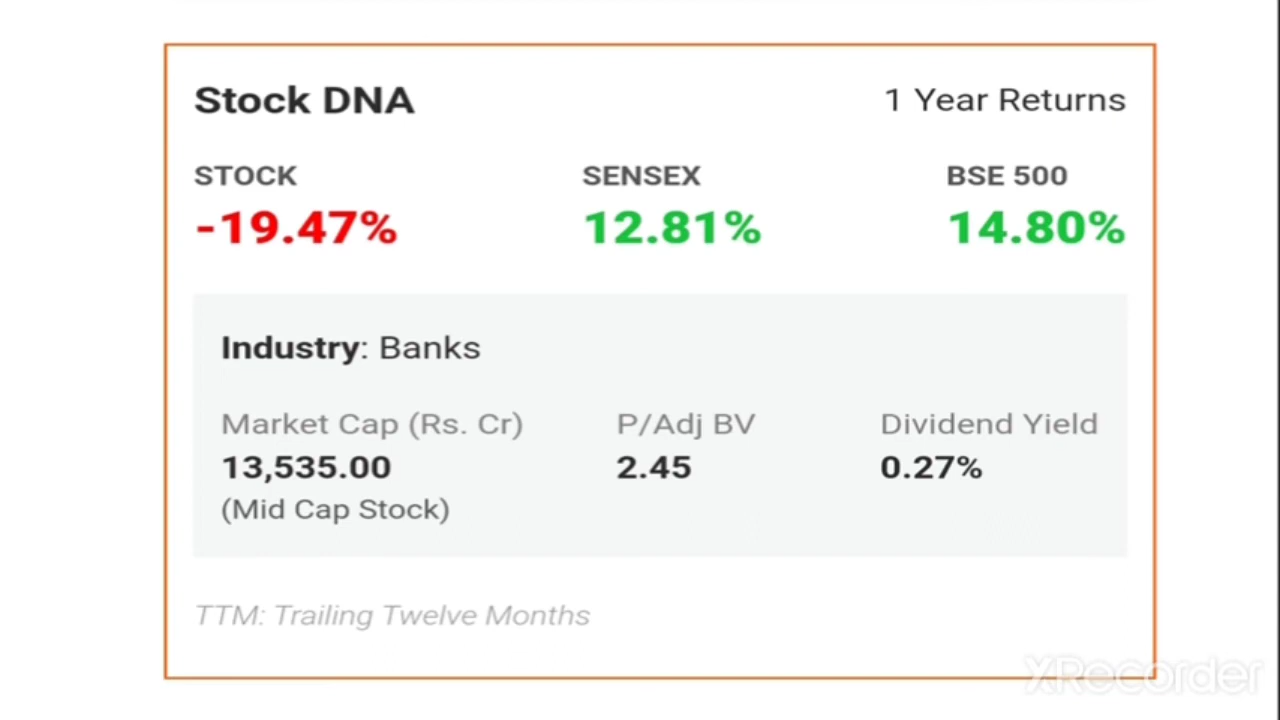 Stock DNA 1 Year Returns
STOCK SENSEX BSE 500
-19.47% 12.81% 14.80%
Industry: Banks
Market Cap (Rs. Cr) P/Adj BV Dividend Yield
13,535.00 2.45 0.27%
(Mid Cap Stock)
TTM: Trailing Twelve Months
XRecorder